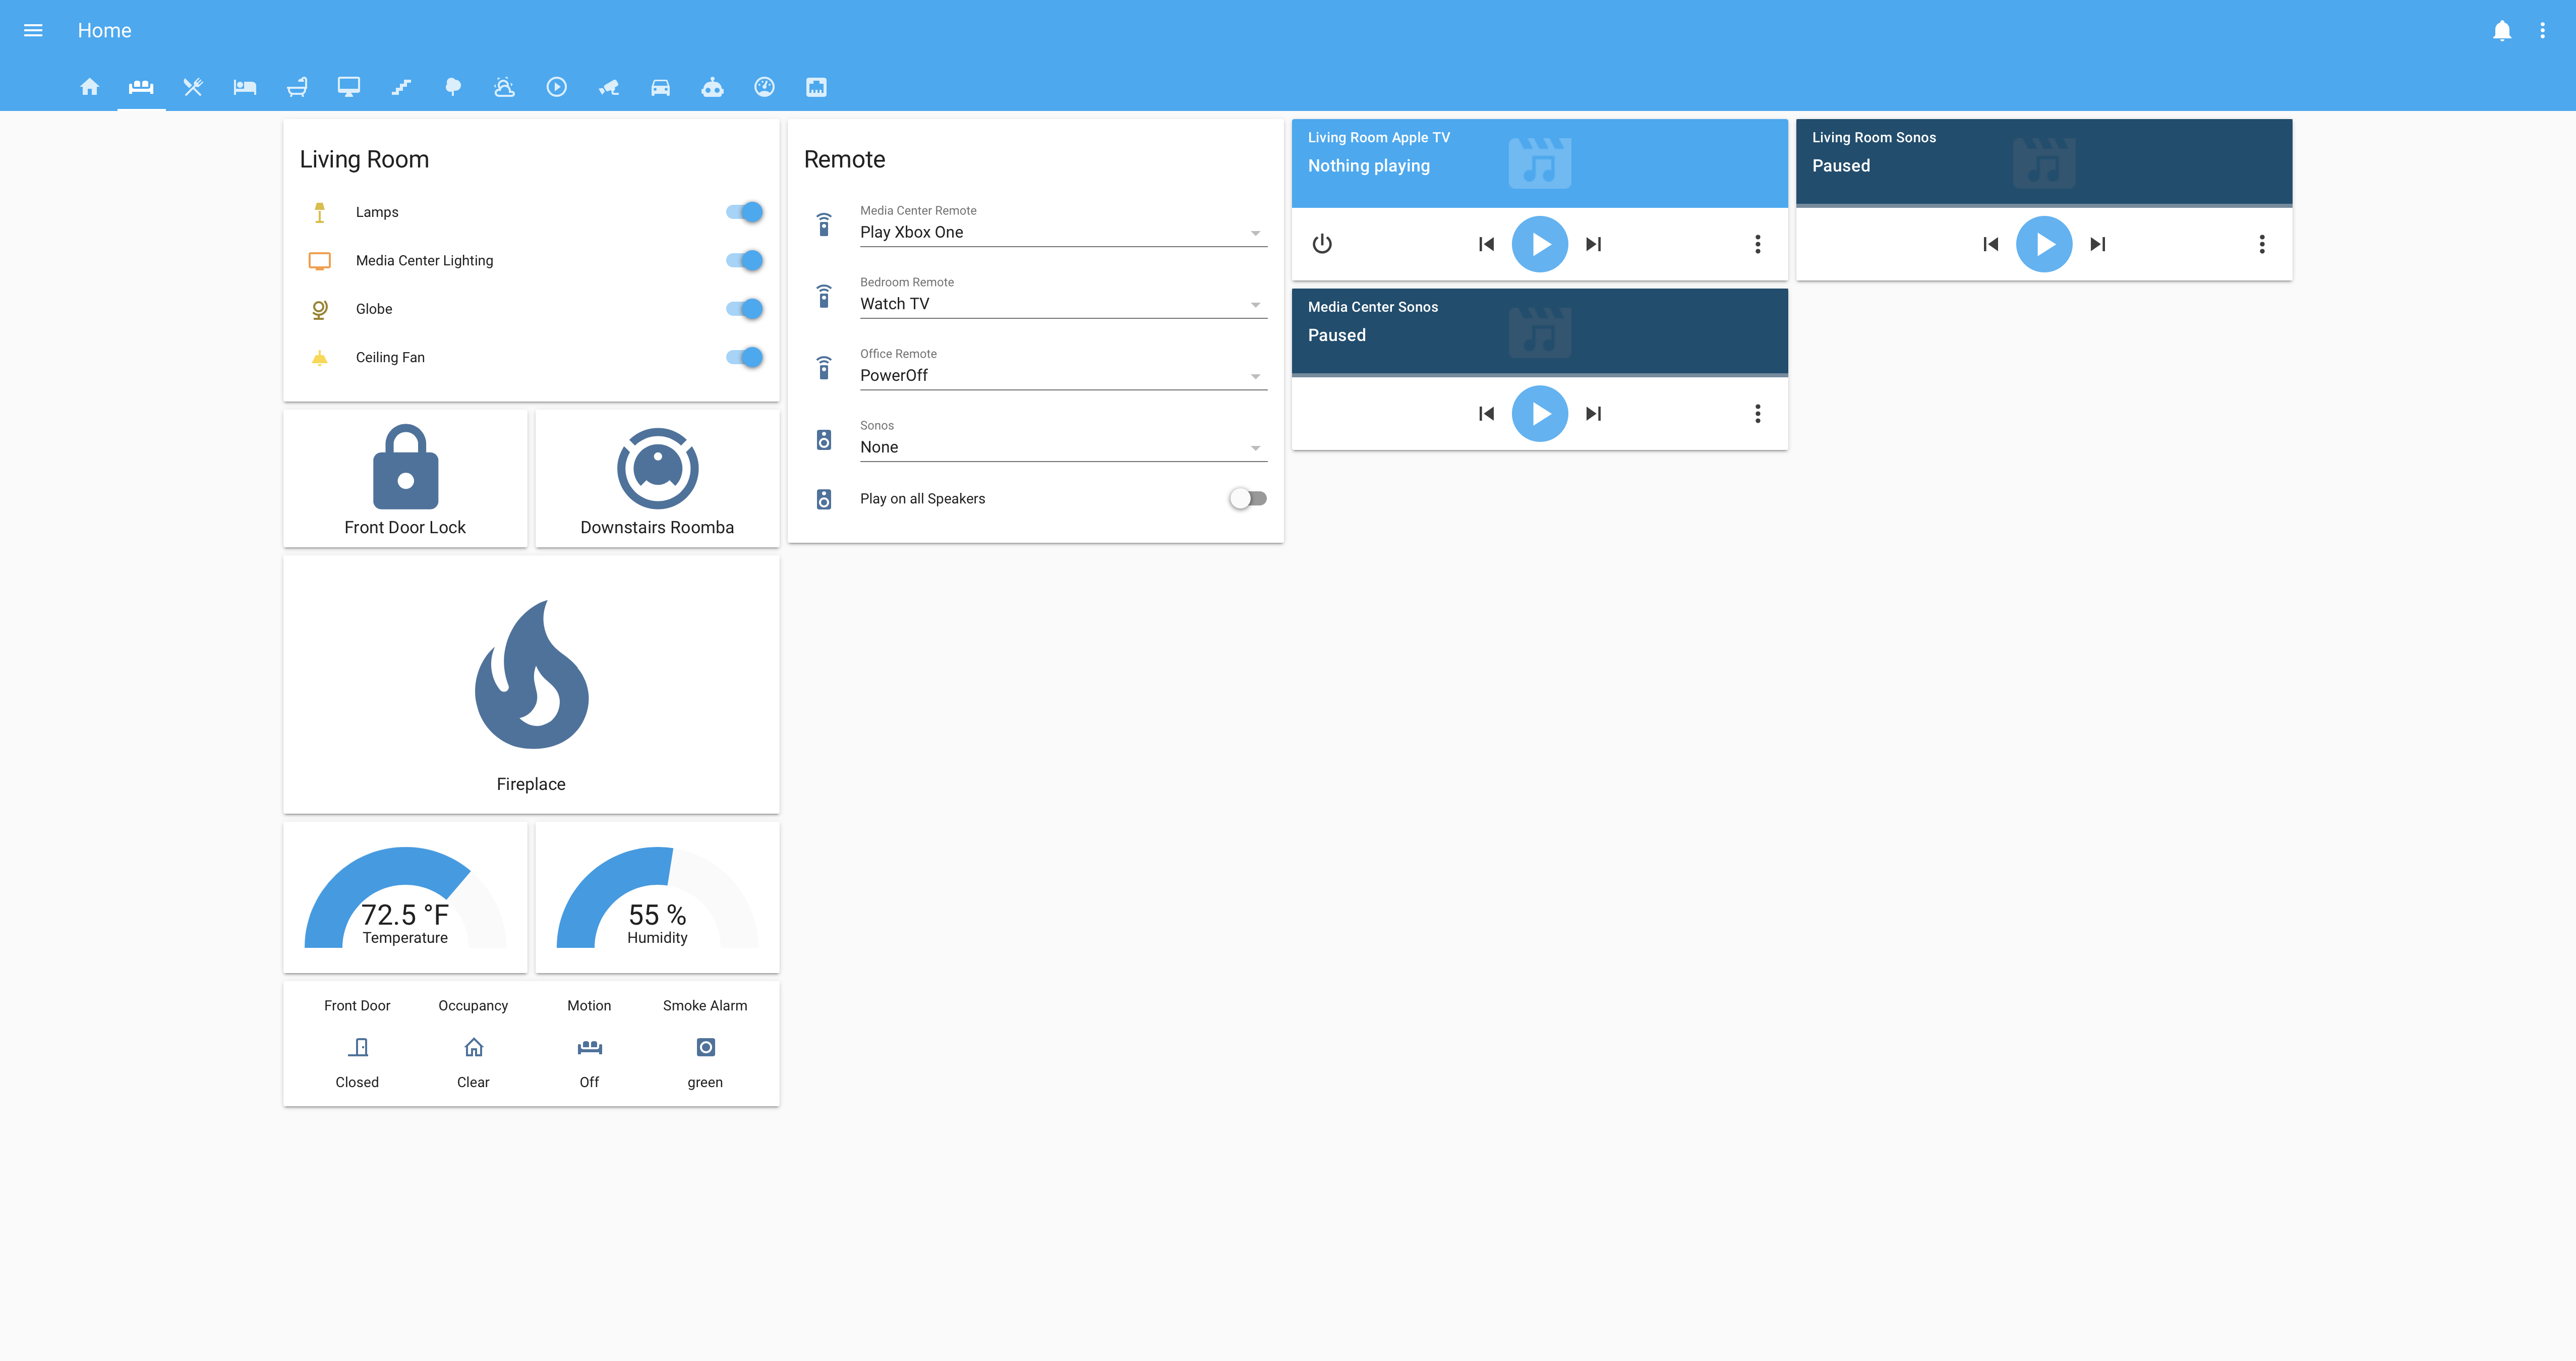 Home
Living Room
Lamps
Media Center Lighting
Globe
Ceiling Fan
Front Door Lock
Downstairs Roomba
Fireplace
72.5 °F
Temperature
55 %
Humidity
Front Door
Occupancy
Motion
Smoke Alarm
Closed
Clear
Off
green
Remote
Media Center Remote
Play Xbox One
Bedroom Remote
Watch TV
Office Remote
PowerOff
Sonos
None
Play on all Speakers
Living Room Apple TV
Nothing playing
Media Center Sonos
Paused
Living Room Sonos
Paused